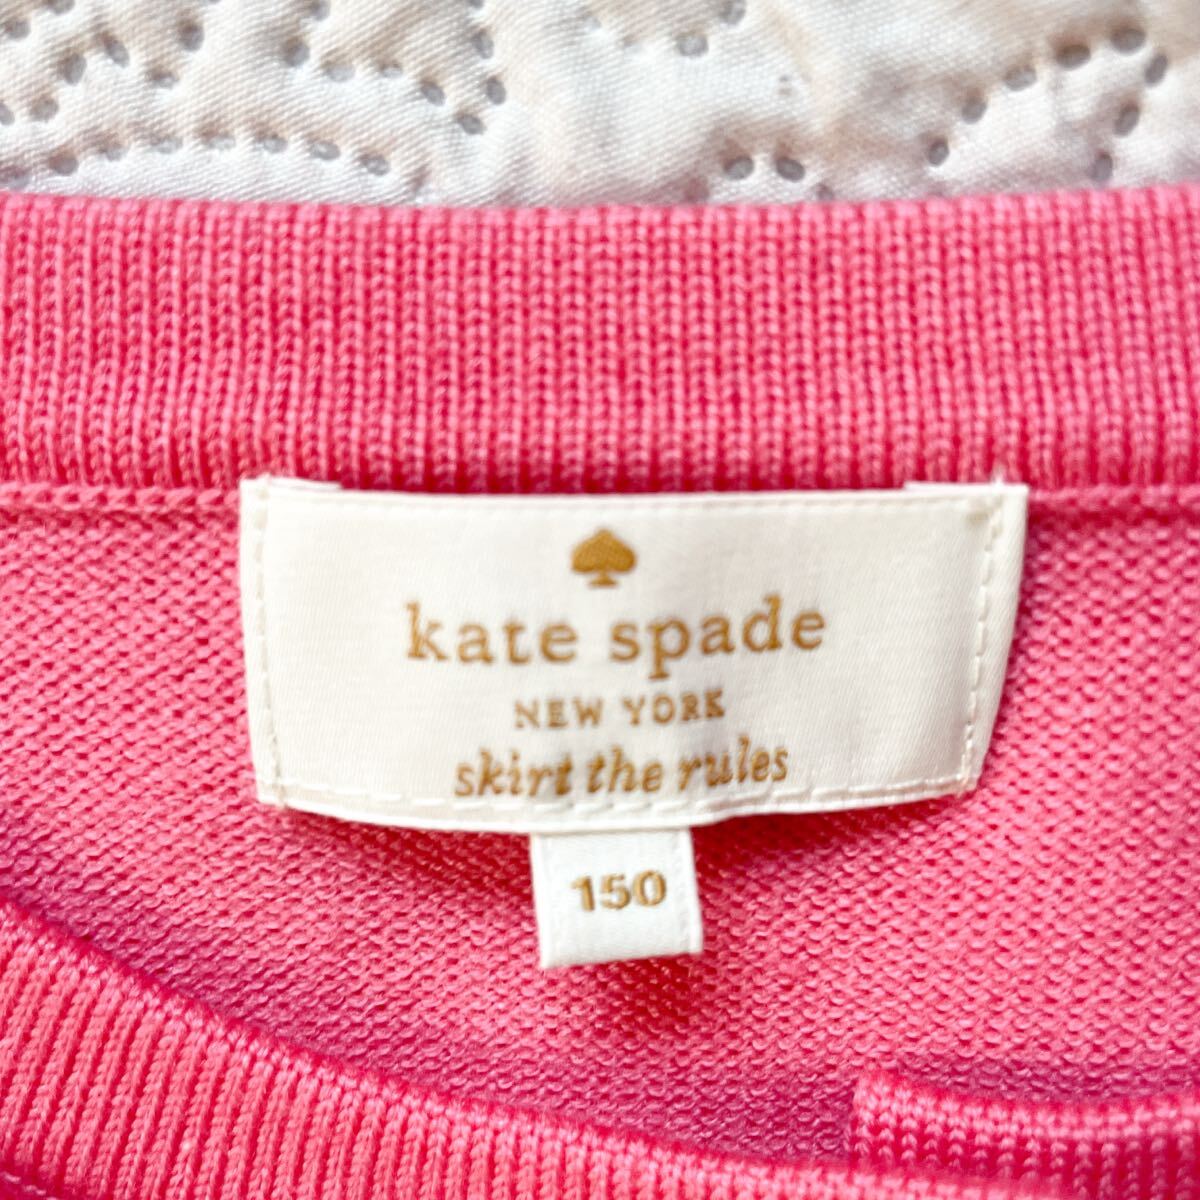 kate spade
NEW YORK
skirt the rules
150